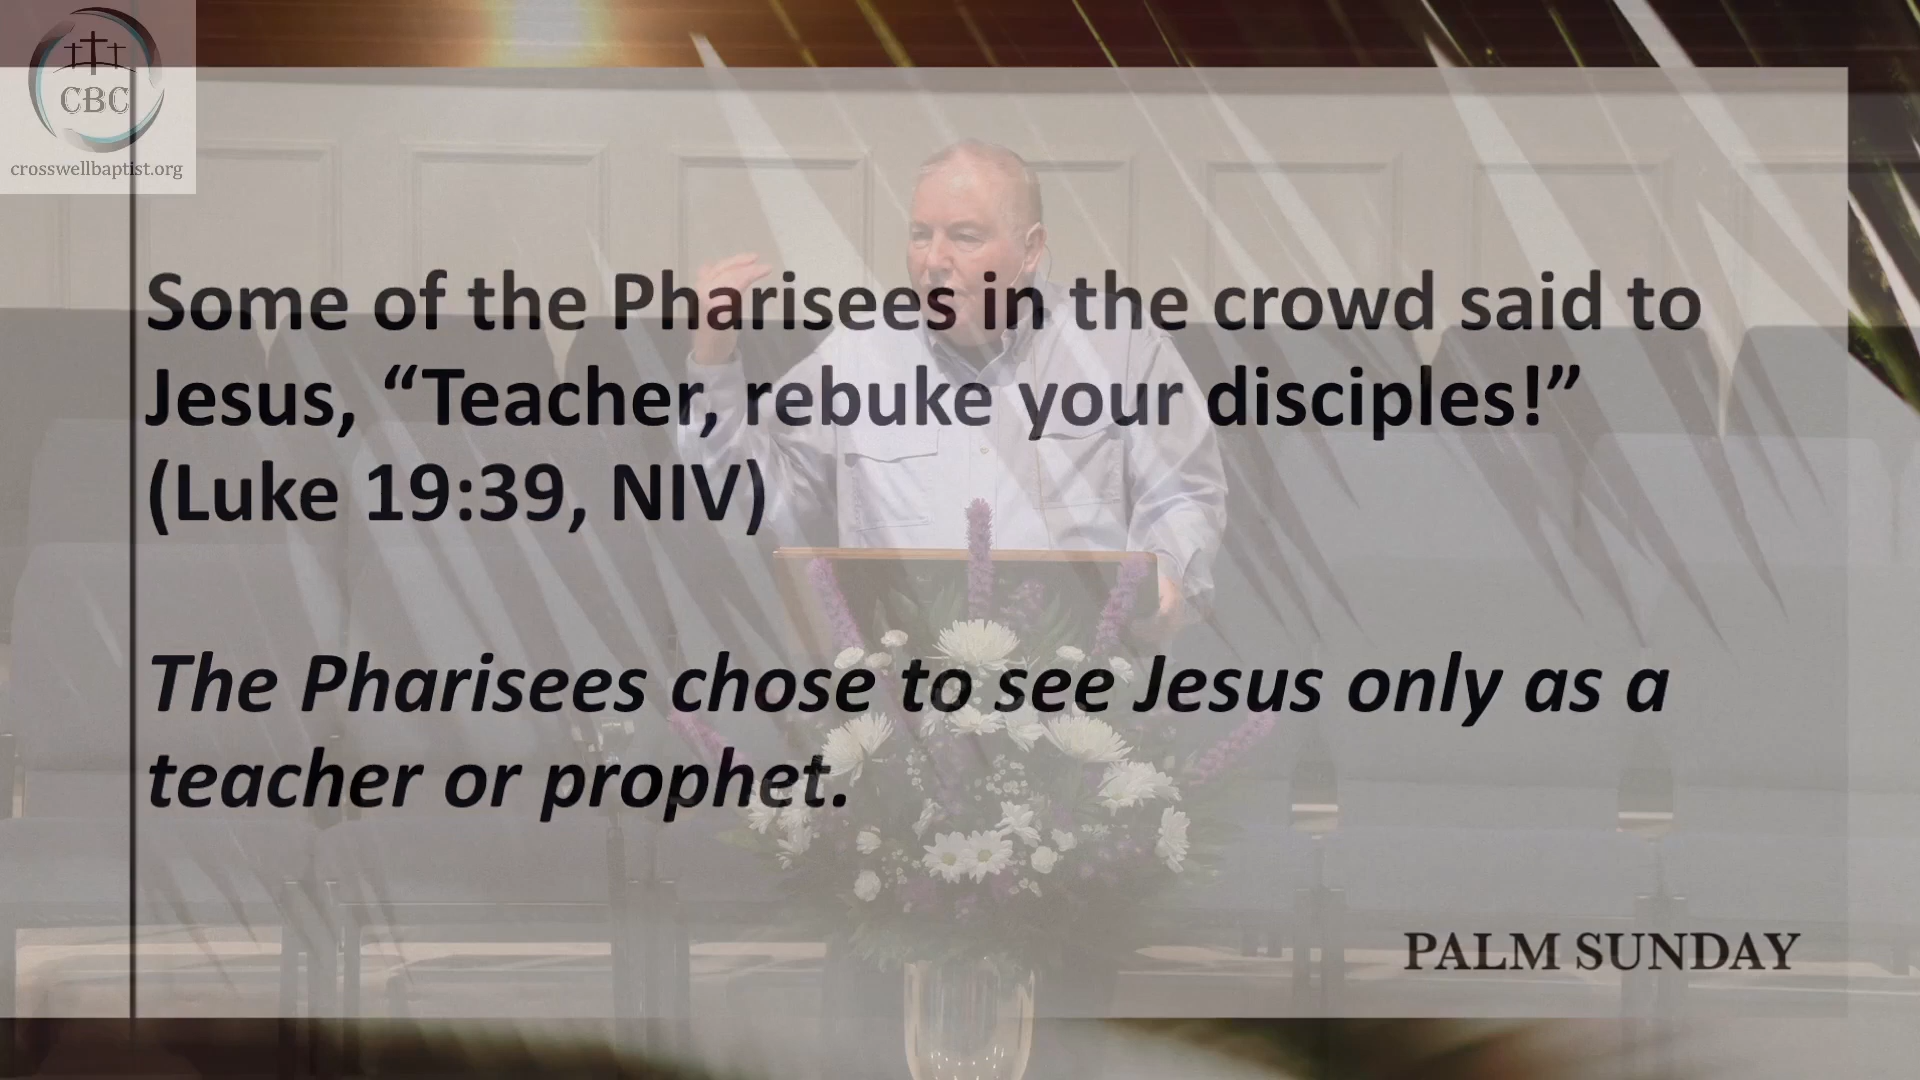 CBC
crosswellbaptist.org
Some of the Pharisees in the crowd said to
Jesus, “Teacher, rebuke your disciples!”
(Luke 19:39, NIV)
The Pharisees chose to see Jesus only as a
teacher or prophet.
PALM SUNDAY